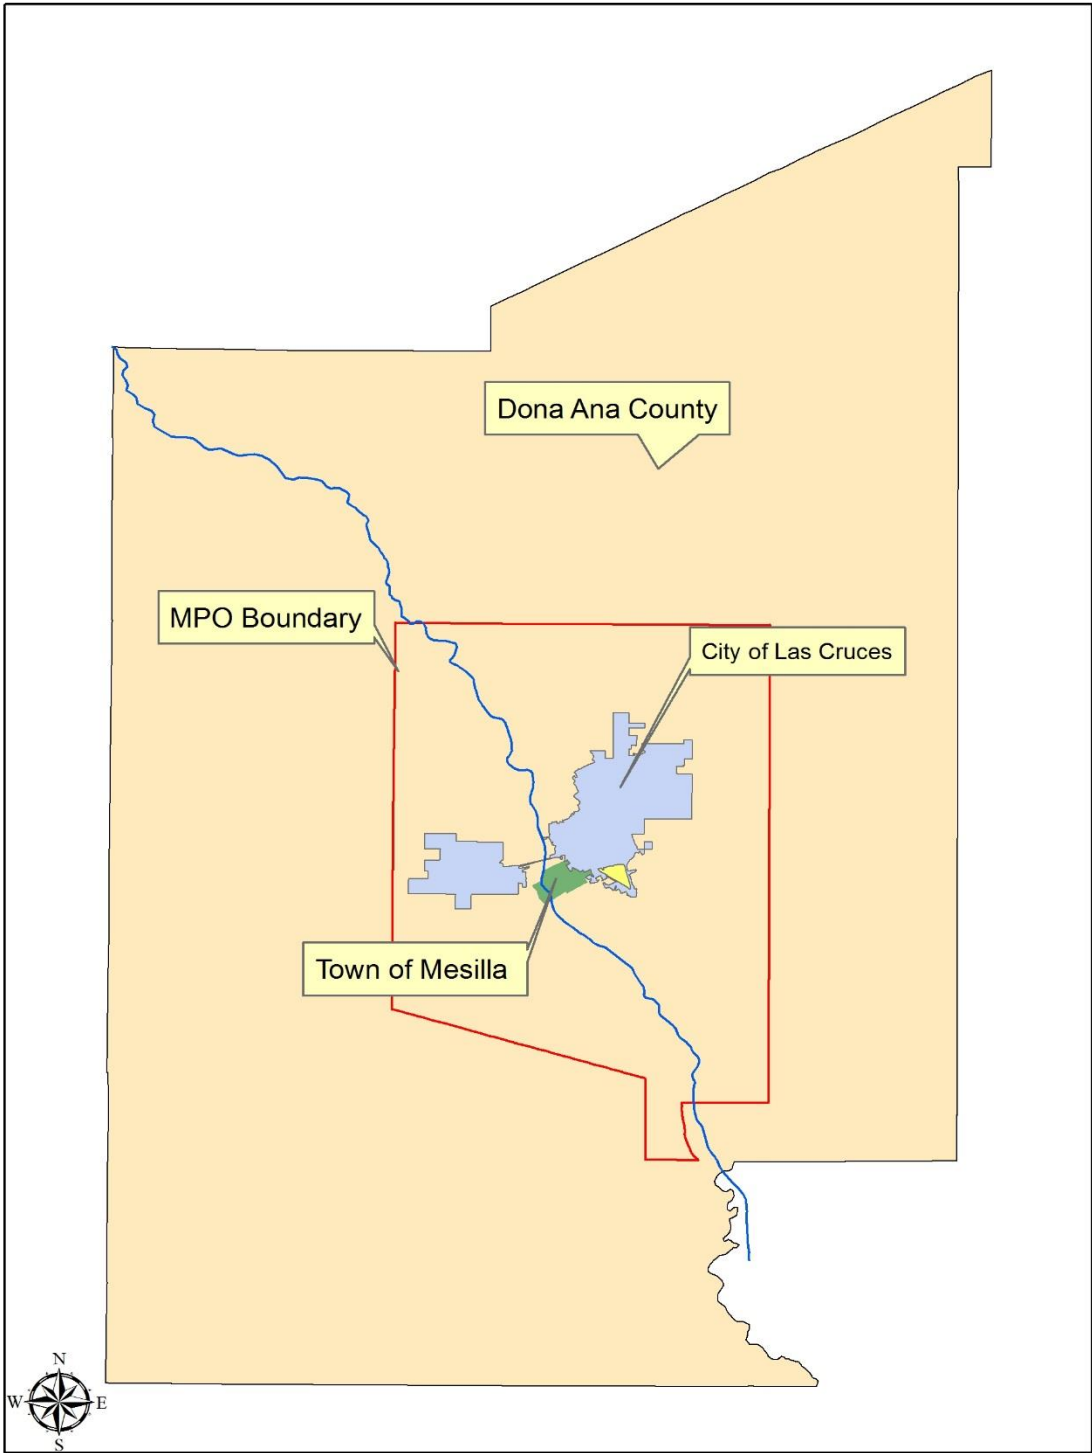 Dona Ana County
MPO Boundary
City of Las Cruces
Town of Mesilla
N
W E
S